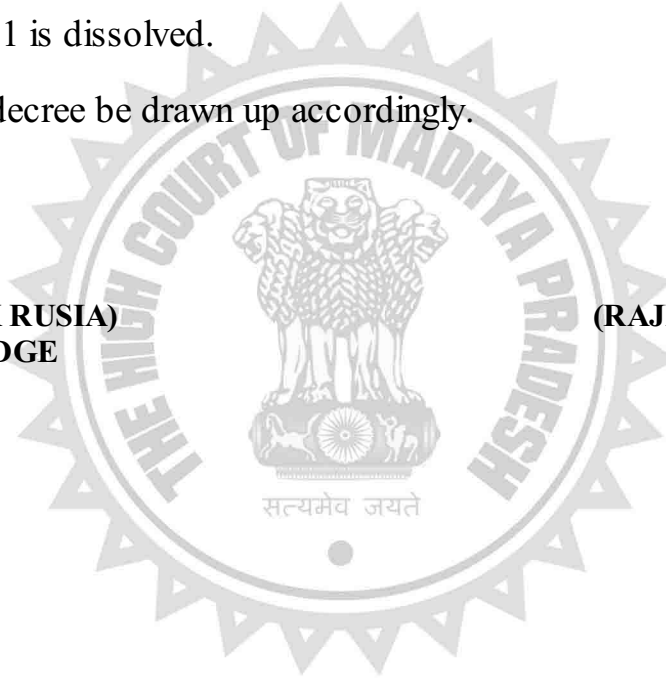 1 is dissolved.
decree be drawn up accordingly.
THE HIGH COURT OF MADHYA PRADESH
RUSIA) (RAJ
DGE
सत्यमेव जयते